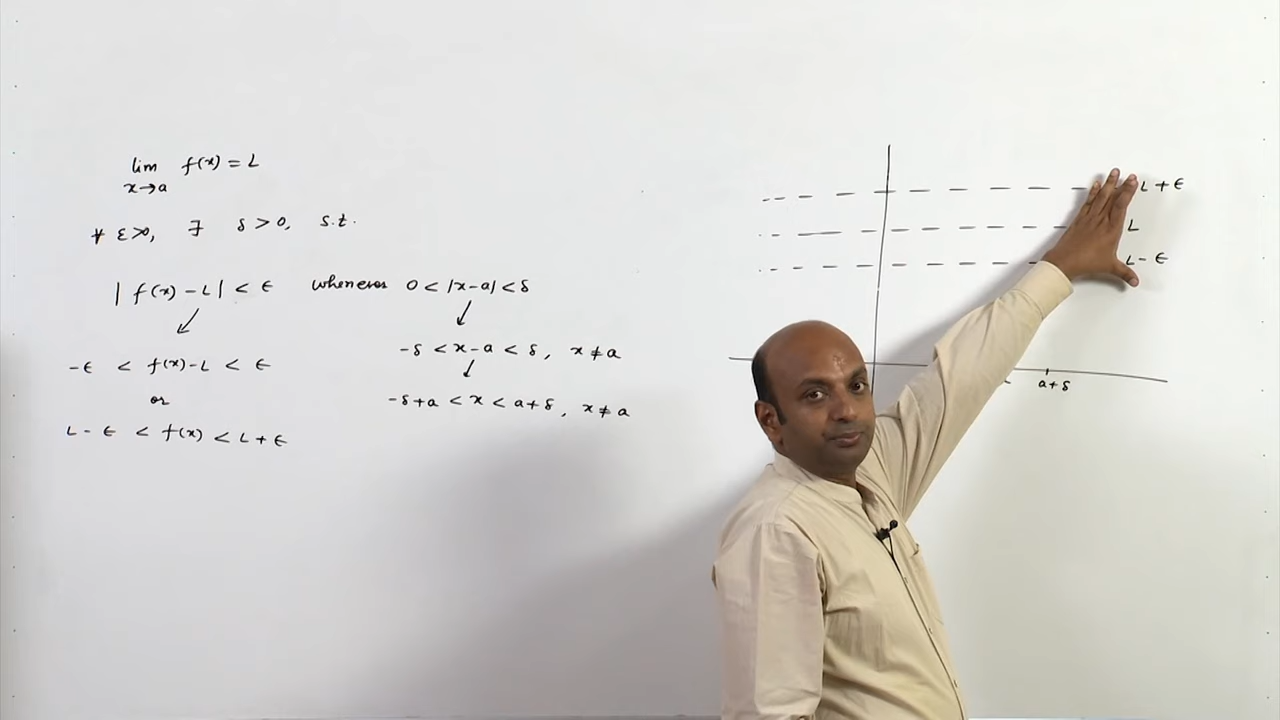 lim f(x) = L
x→a
∀ ε>0, ∃ δ > 0, s.t.
| f(x) - L | < ε whenever 0 < |x-a| < δ
-ε < f(x)-L < ε
-δ < x-a < δ, x ≠ a
or
-δ+a < x < a+δ, x ≠ a
L - ε < f(x) < L + ε
L + ε
L
L - ε
a+δ